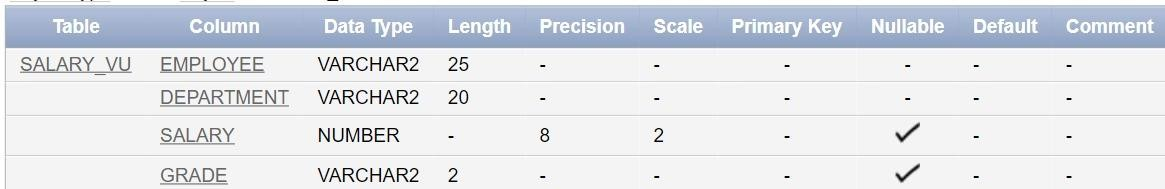 Table Column Data Type Length Precision Scale Primary Key Nullable Default Comment
SALARY_VU EMPLOYEE VARCHAR2 25 - - - - - -
DEPARTMENT VARCHAR2 20 - - - - - -
SALARY NUMBER - 8 2 - ✓ - -
GRADE VARCHAR2 2 - - - ✓ - -